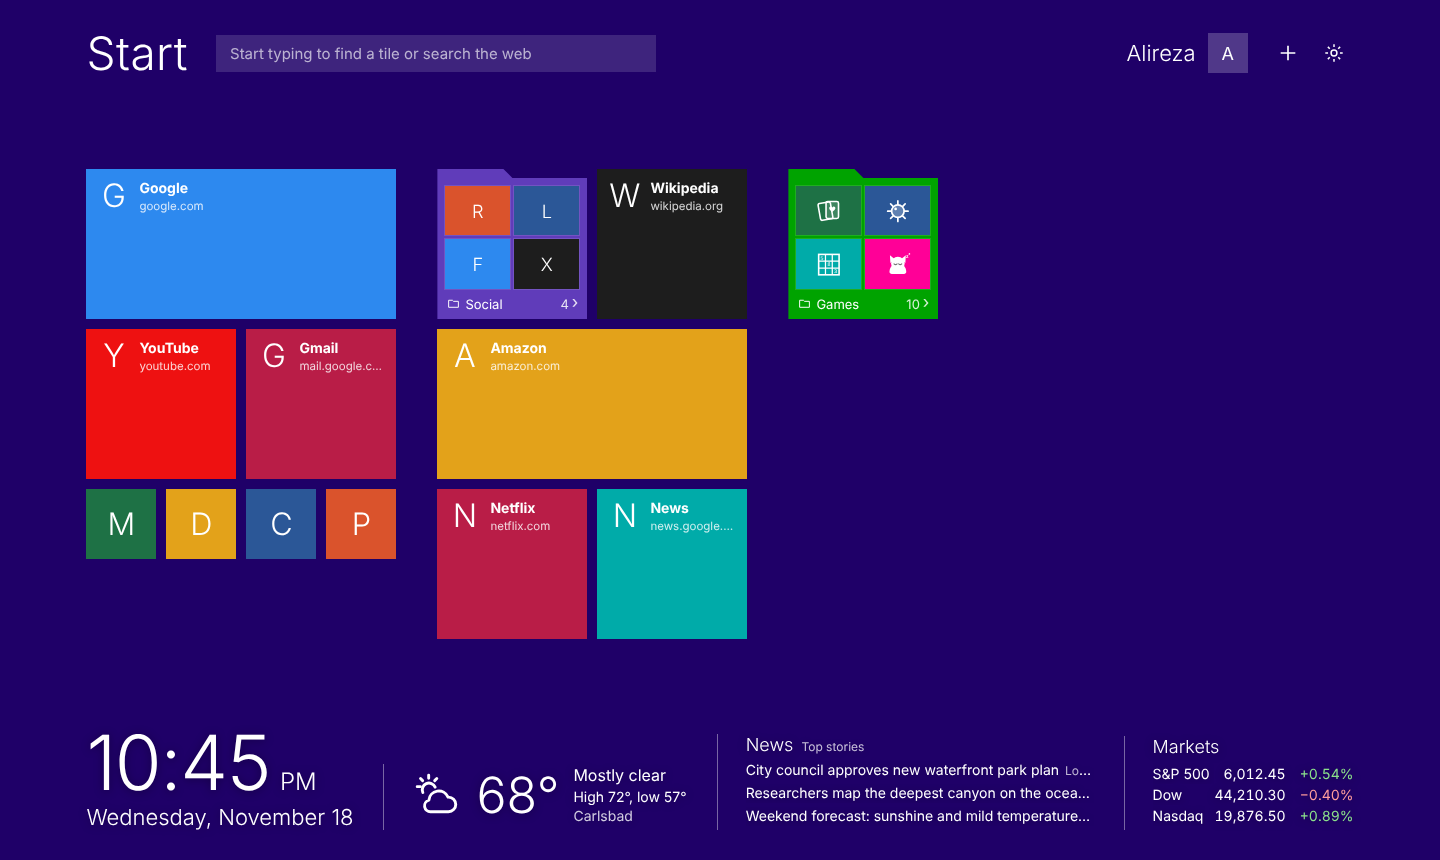 Start
Start typing to find a tile or search the web
Alireza
A
G
Google
google.com
R
L
F
X
Social
4
W
Wikipedia
wikipedia.org
Games
10
Y
YouTube
youtube.com
G
Gmail
mail.google.c...
A
Amazon
amazon.com
M
D
C
P
N
Netflix
netflix.com
N
News
news.google....
10:45 PM
Wednesday, November 18
68°
Mostly clear
High 72°, low 57°
Carlsbad
News Top stories
City council approves new waterfront park plan Lo...
Researchers map the deepest canyon on the ocea...
Weekend forecast: sunshine and mild temperature...
Markets
S&P 500 6,012.45 +0.54%
Dow 44,210.30 −0.40%
Nasdaq 19,876.50 +0.89%